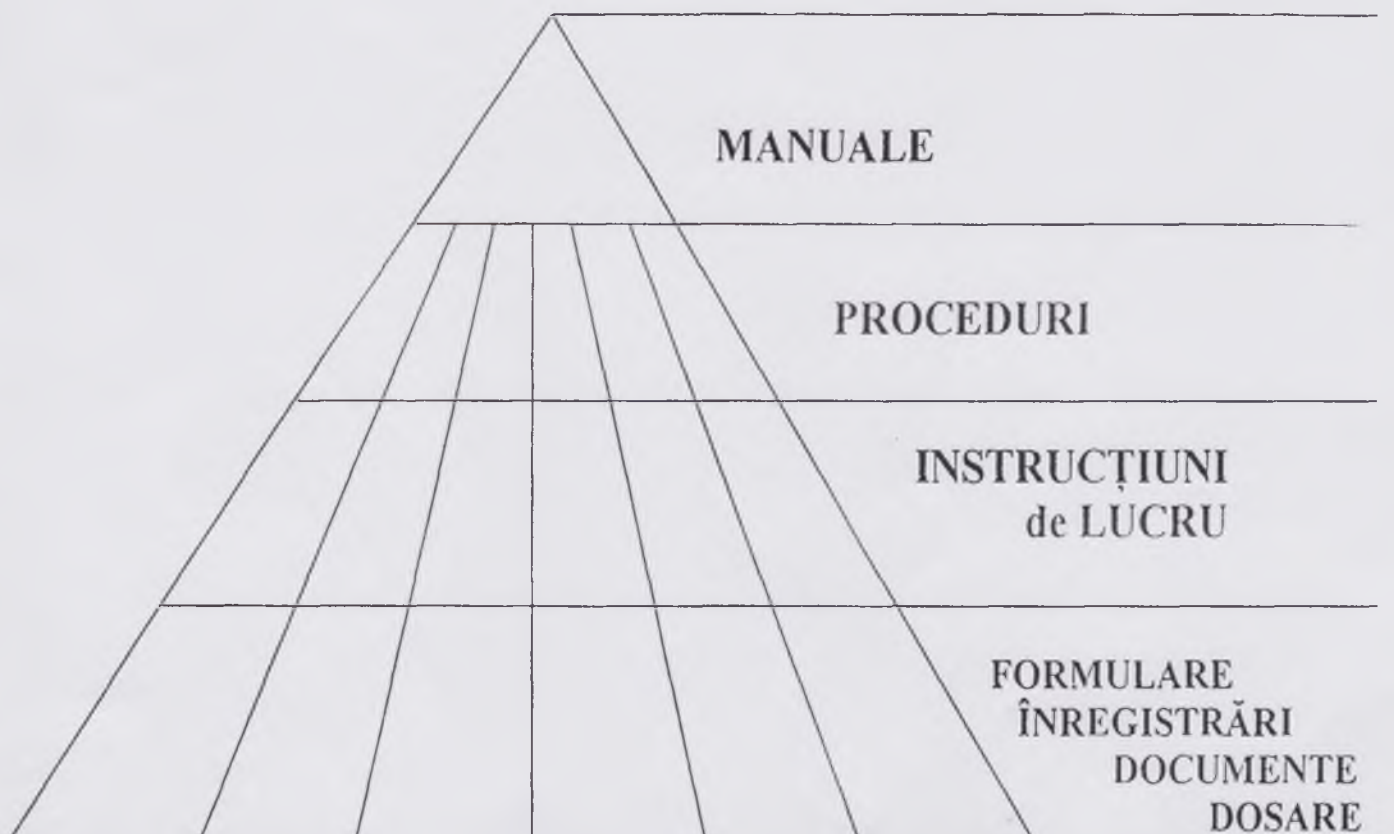 MANUALE
PROCEDURI
INSTRUCȚIUNI
de LUCRU
FORMULARE
ÎNREGISTRĂRI
DOCUMENTE
DOSARE